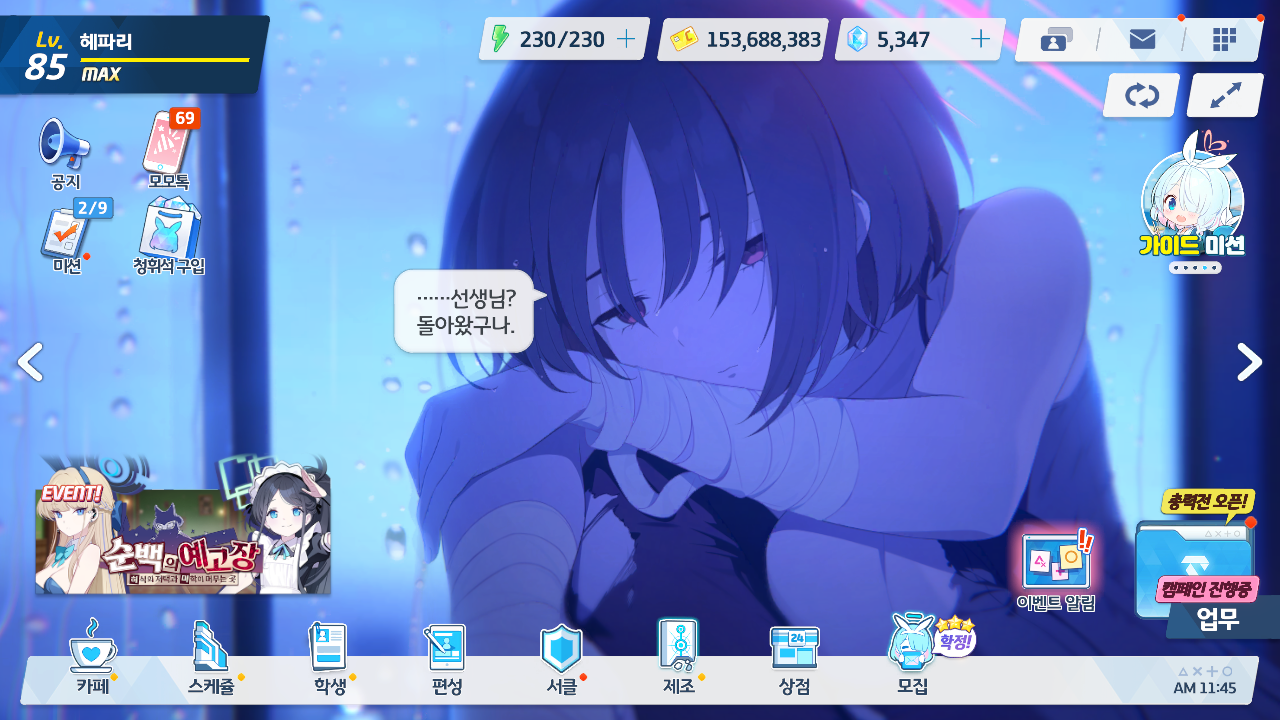 Lv. 헤파리
85 MAX
230/230
153,688,383
5,347
공지
모모톡
69
미션
2/9
청휘석 구입
가이드 미션
······선생님?
돌아왔구나.
EVENT!
순백의 예고장
총력전 오픈!
캠페인 진행중
업무
이벤트 알림
카페
스케줄
학생
편성
서클
제조
24
상점
모집
확정!
AM 11:45